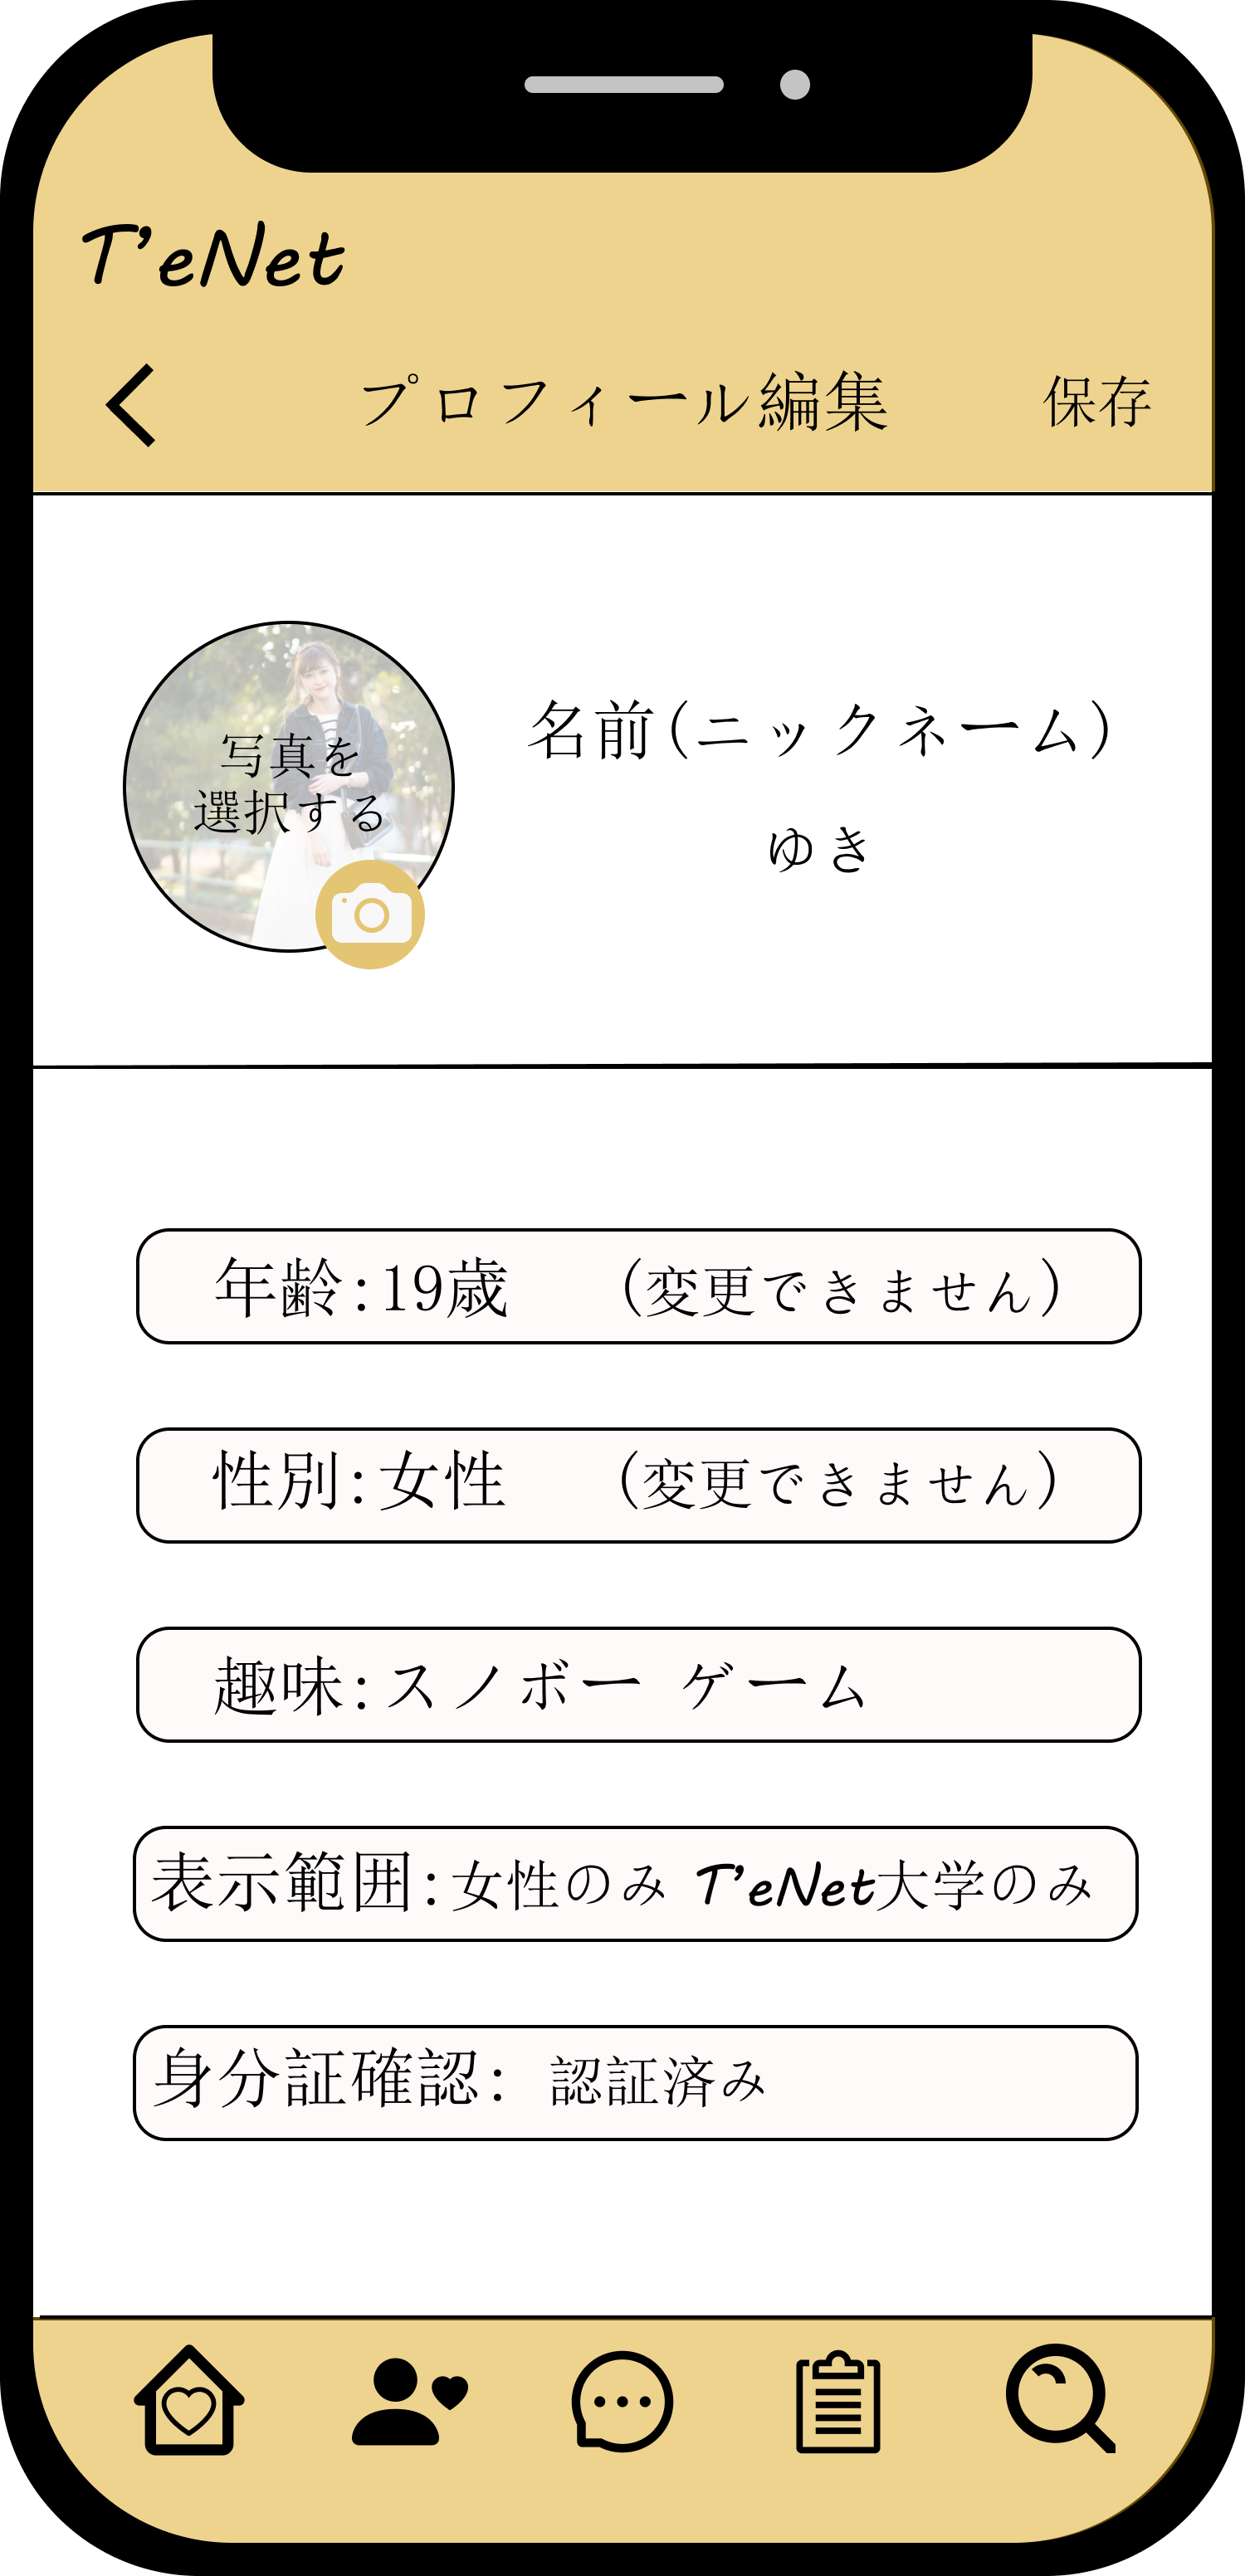 T'eNet
プロフィール編集
保存
写真を
選択する
名前(ニックネーム)
ゆき
年齢:19歳 (変更できません)
性別:女性 (変更できません)
趣味:スノボー ゲーム
表示範囲:女性のみ T'eNet大学のみ
身分証確認: 認証済み